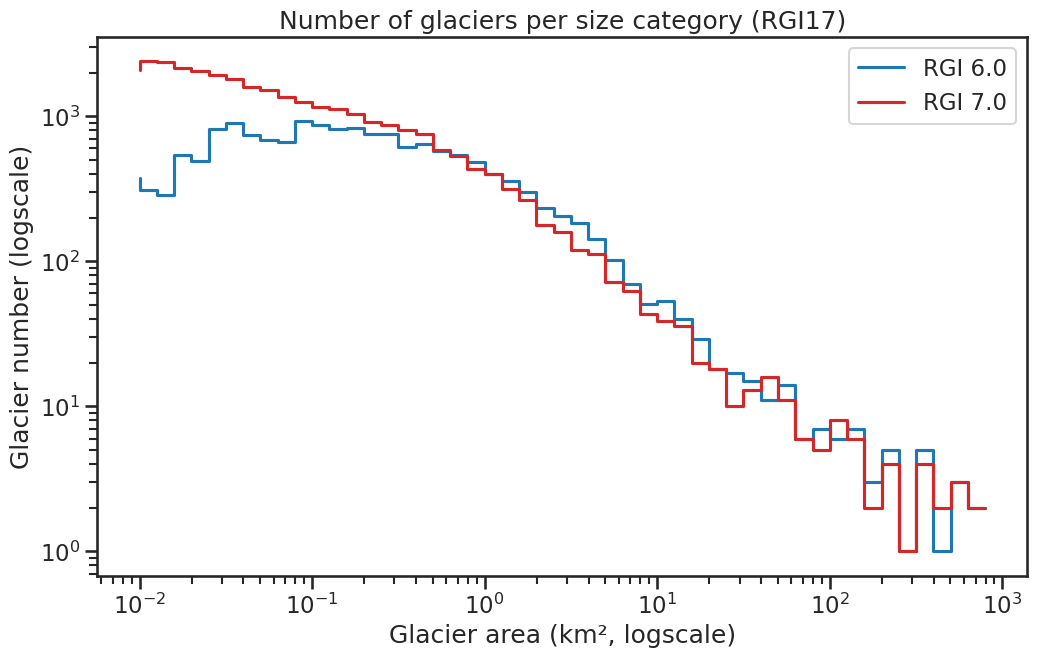 Number of glaciers per size category (RGI17)
RGI 6.0
RGI 7.0
Glacier number (logscale)
10³
10²
10¹
10⁰
10⁻² 10⁻¹ 10⁰ 10¹ 10² 10³
Glacier area (km², logscale)